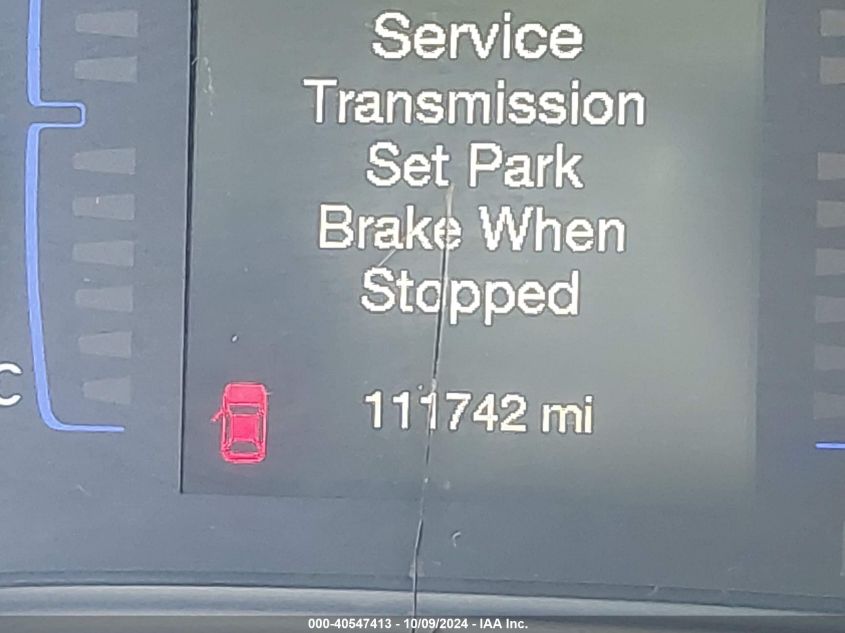 Service
Transmission
Set Park
Brake When
Stopped
C
111742 mi
000-40547413 - 10/09/2024 - IAA Inc.